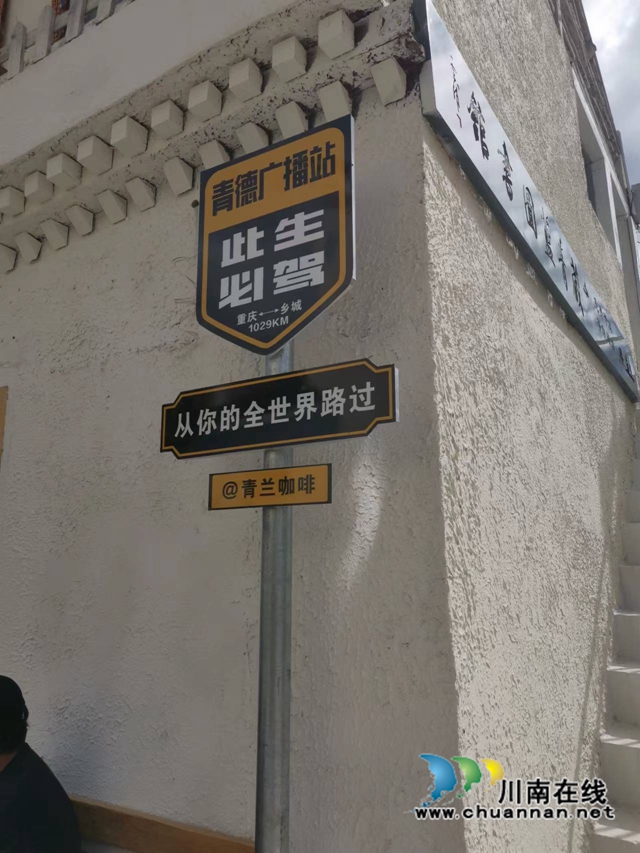 青德广播站
此生
必驾
重庆←→乡城
1029KM
从你的全世界路过
@青兰咖啡
川南在线
www.chuannan.net